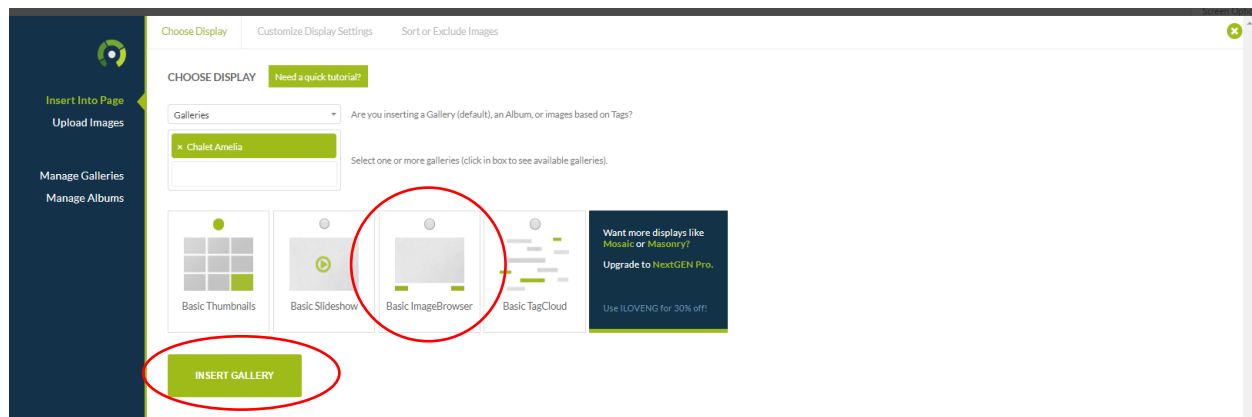 Screen Optio
Choose Display
Customize Display Settings
Sort or Exclude Images
CHOOSE DISPLAY
Need a quick tutorial?
Insert Into Page
Upload Images
Manage Galleries
Manage Albums
Galleries
Are you inserting a Gallery (default), an Album, or images based on Tags?
× Chalet Amelia
Select one or more galleries (click in box to see available galleries).
Basic Thumbnails
Basic Slideshow
Basic ImageBrowser
Basic TagCloud
Want more displays like
Mosaic or Masonry?
Upgrade to NextGEN Pro.
Use ILOVENG for 30% off!
INSERT GALLERY